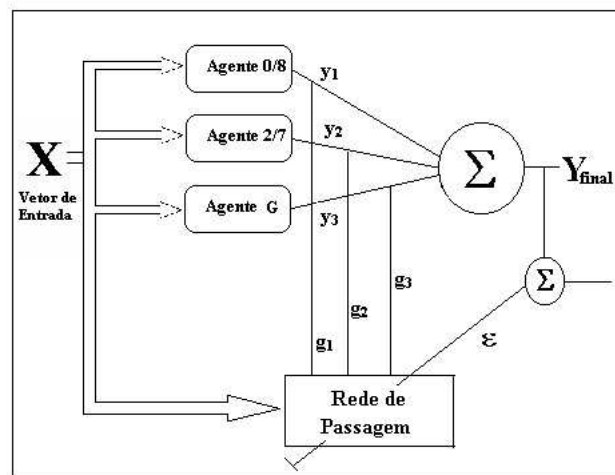 Agente 0/8
y1
Agente 2/7
y2
X
Vetor de
Entrada
Σ
Yfinal
Agente G
y3
Σ
g3
g2
g1
ε
Rede de
Passagem